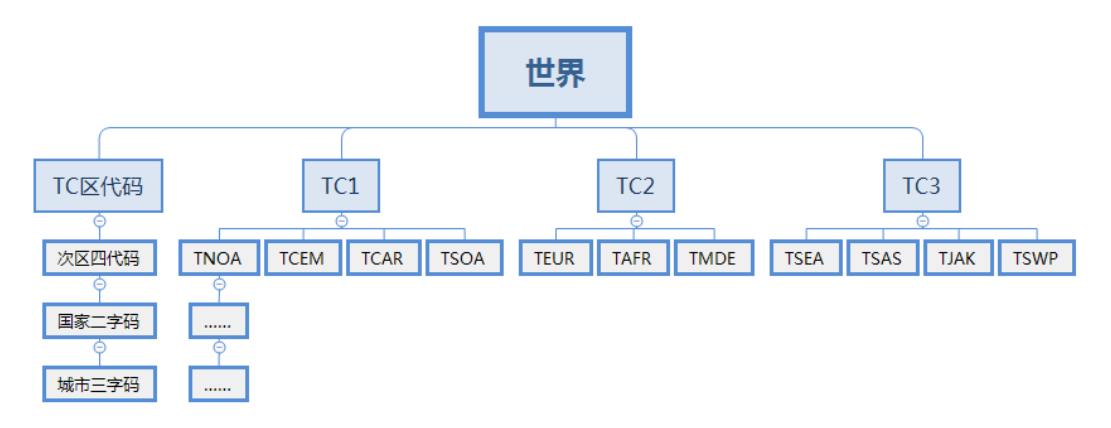 世界
TC区代码
TC1
TC2
TC3
次区四代码
TNOA
TCEM
TCAR
TSOA
TEUR
TAFR
TMDE
TSEA
TSAS
TJAK
TSWP
国家二字码
......
城市三字码
......